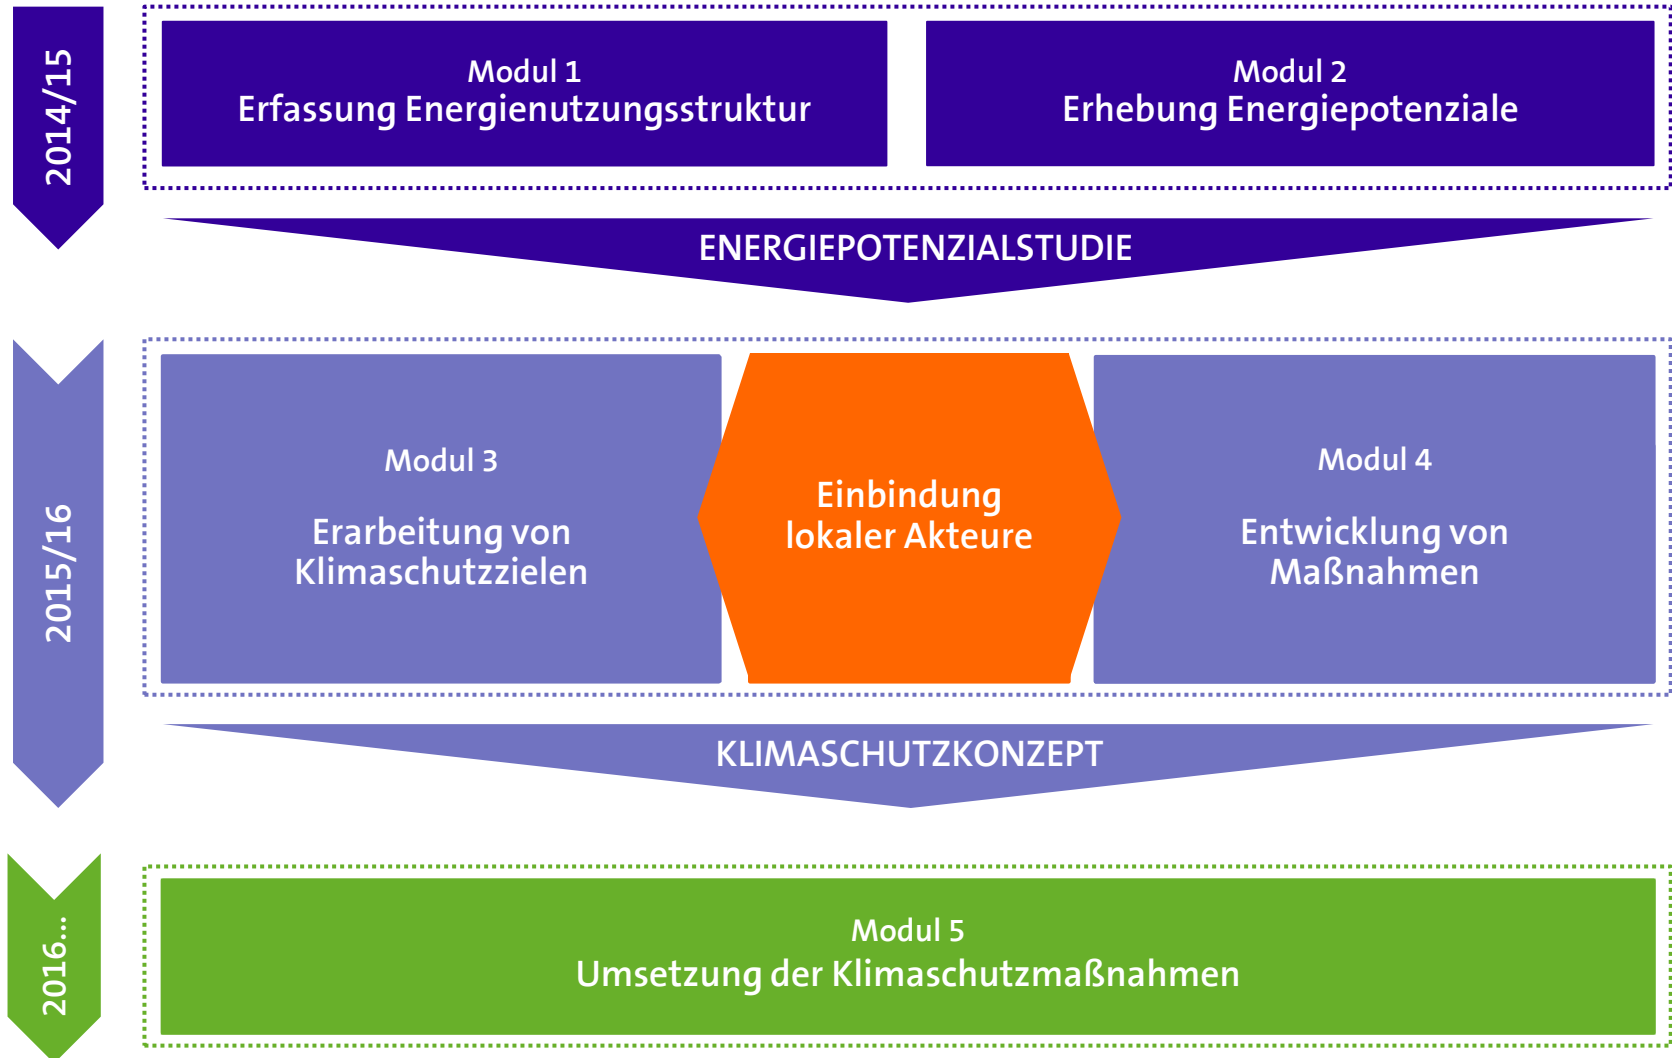 2014/15
Modul 1
Erfassung Energienutzungsstruktur
Modul 2
Erhebung Energiepotenziale
ENERGIEPOTENZIALSTUDIE
2015/16
Modul 3
Erarbeitung von
Klimaschutzzielen
Einbindung
lokaler Akteure
Modul 4
Entwicklung von
Maßnahmen
KLIMASCHUTZKONZEPT
2016...
Modul 5
Umsetzung der Klimaschutzmaßnahmen